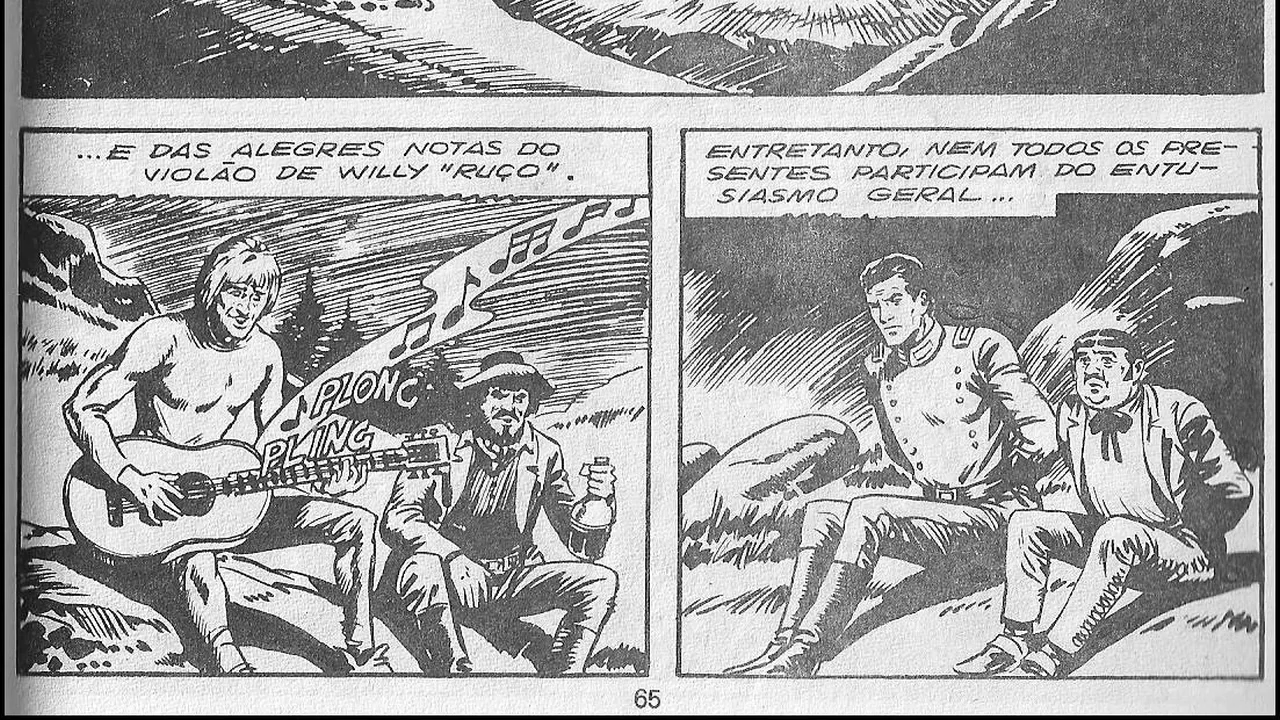 ...E DAS ALEGRES NOTAS DO
VIOLÃO DE WILLY "RUÇO".
PLONC
PLING
ENTRETANTO, NEM TODOS OS PRE-
SENTES PARTICIPAM DO ENTU-
SIASMO GERAL...
65